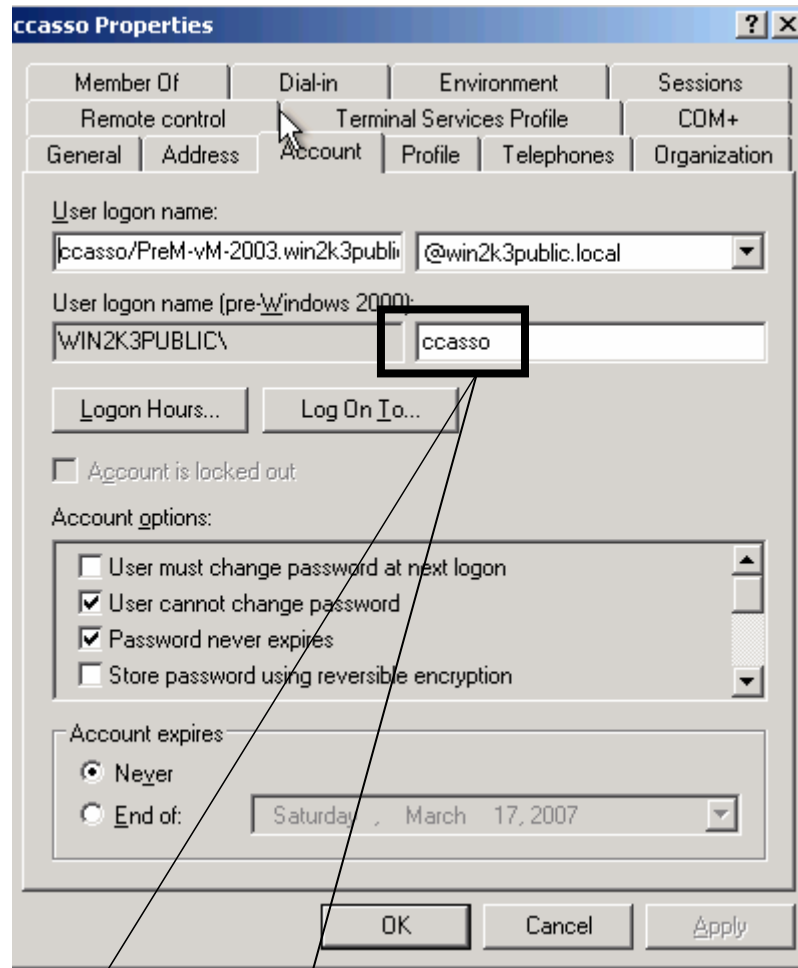 ccasso Properties
Member Of Dial-in Environment Sessions
Remote control Terminal Services Profile COM+
General Address Account Profile Telephones Organization
User logon name:
ccasso/PreM-vM-2003.win2k3public @win2k3public.local
User logon name (pre-Windows 2000):
WIN2K3PUBLIC\ ccasso
Logon Hours... Log On To...
Account is locked out
Account options:
User must change password at next logon
User cannot change password
Password never expires
Store password using reversible encryption
Account expires
Never
End of: Saturday , March 17, 2007
OK Cancel Apply